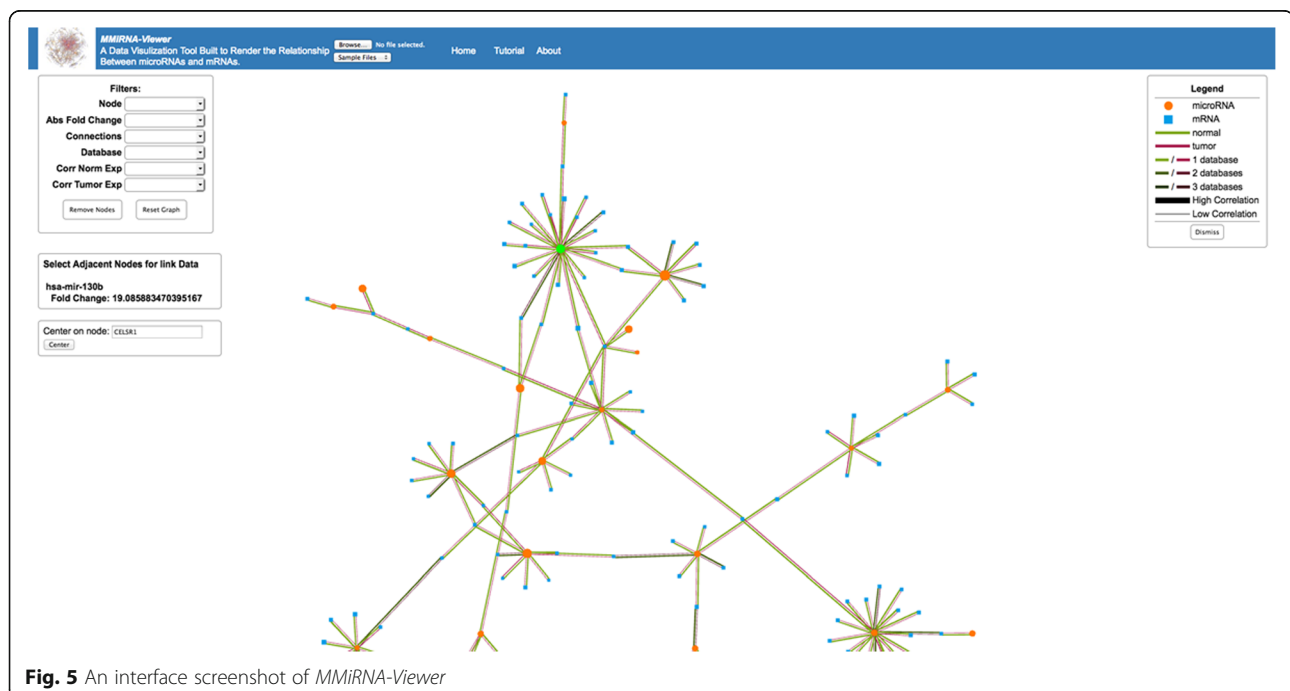 MMIRNA-Viewer
A Data Visulization Tool Built to Render the Relationship
Between microRNAs and mRNAs.
Browse... No file selected.
Sample Files
Home Tutorial About
Filters:
Node
Abs Fold Change
Connections
Database
Corr Norm Exp
Corr Tumor Exp
Remove Nodes Reset Graph
Select Adjacent Nodes for link Data
hsa-mir-130b
Fold Change: 19.085883470395167
Center on node: CELSR1
Center
Legend
microRNA
mRNA
normal
tumor
/ 1 database
/ 2 databases
/ 3 databases
High Correlation
Low Correlation
Dismiss
Fig. 5 An interface screenshot of MMiRNA-Viewer